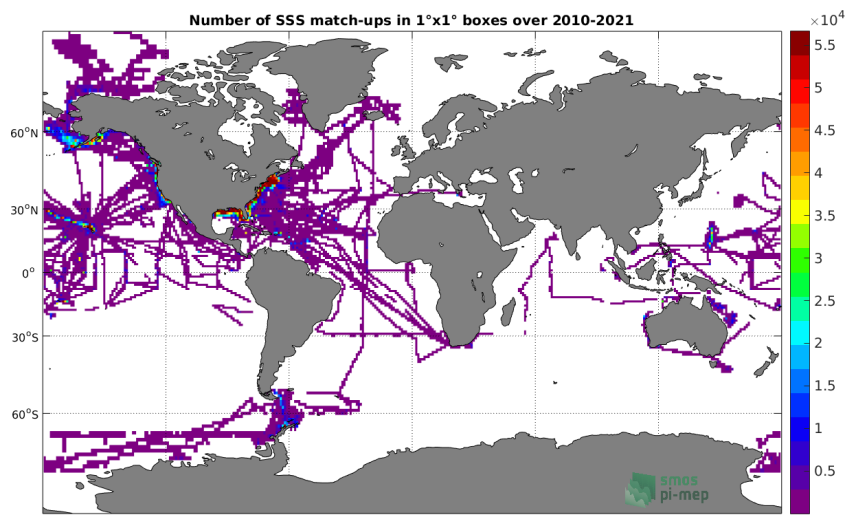 Number of SSS match-ups in 1°x1° boxes over 2010-2021
×10⁴
5.5
5
4.5
4
3.5
3
2.5
2
1.5
1
0.5
60°N
30°N
0°
30°S
60°S
smos
pi-mep